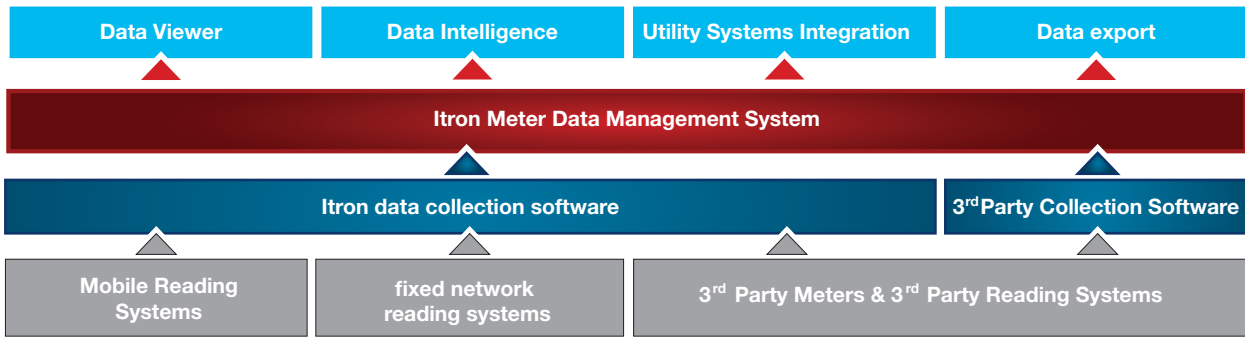 Data Viewer
Data Intelligence
Utility Systems Integration
Data export
Itron Meter Data Management System
Itron data collection software
3rd Party Collection Software
Mobile Reading
Systems
fixed network
reading systems
3rd Party Meters & 3rd Party Reading Systems